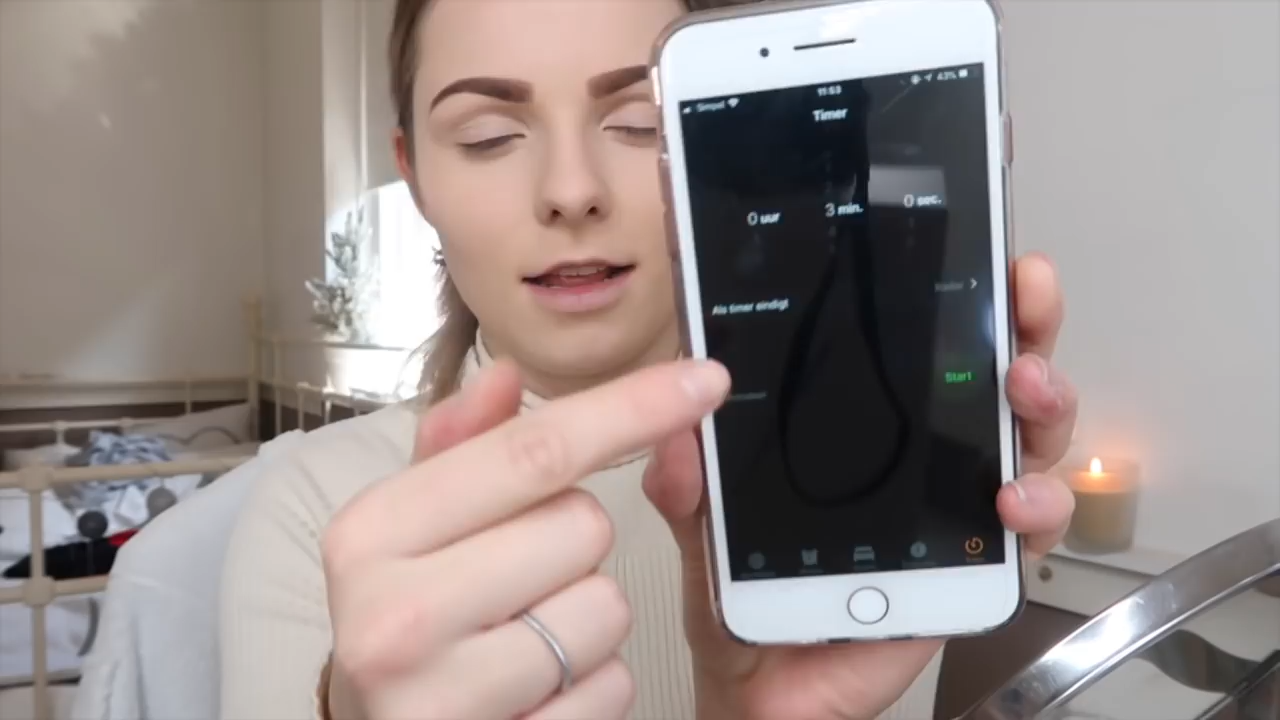 Simpel 11:53 43%
Timer
0 uur 3 min. 0 sec.
Als timer eindigt Radar
Start